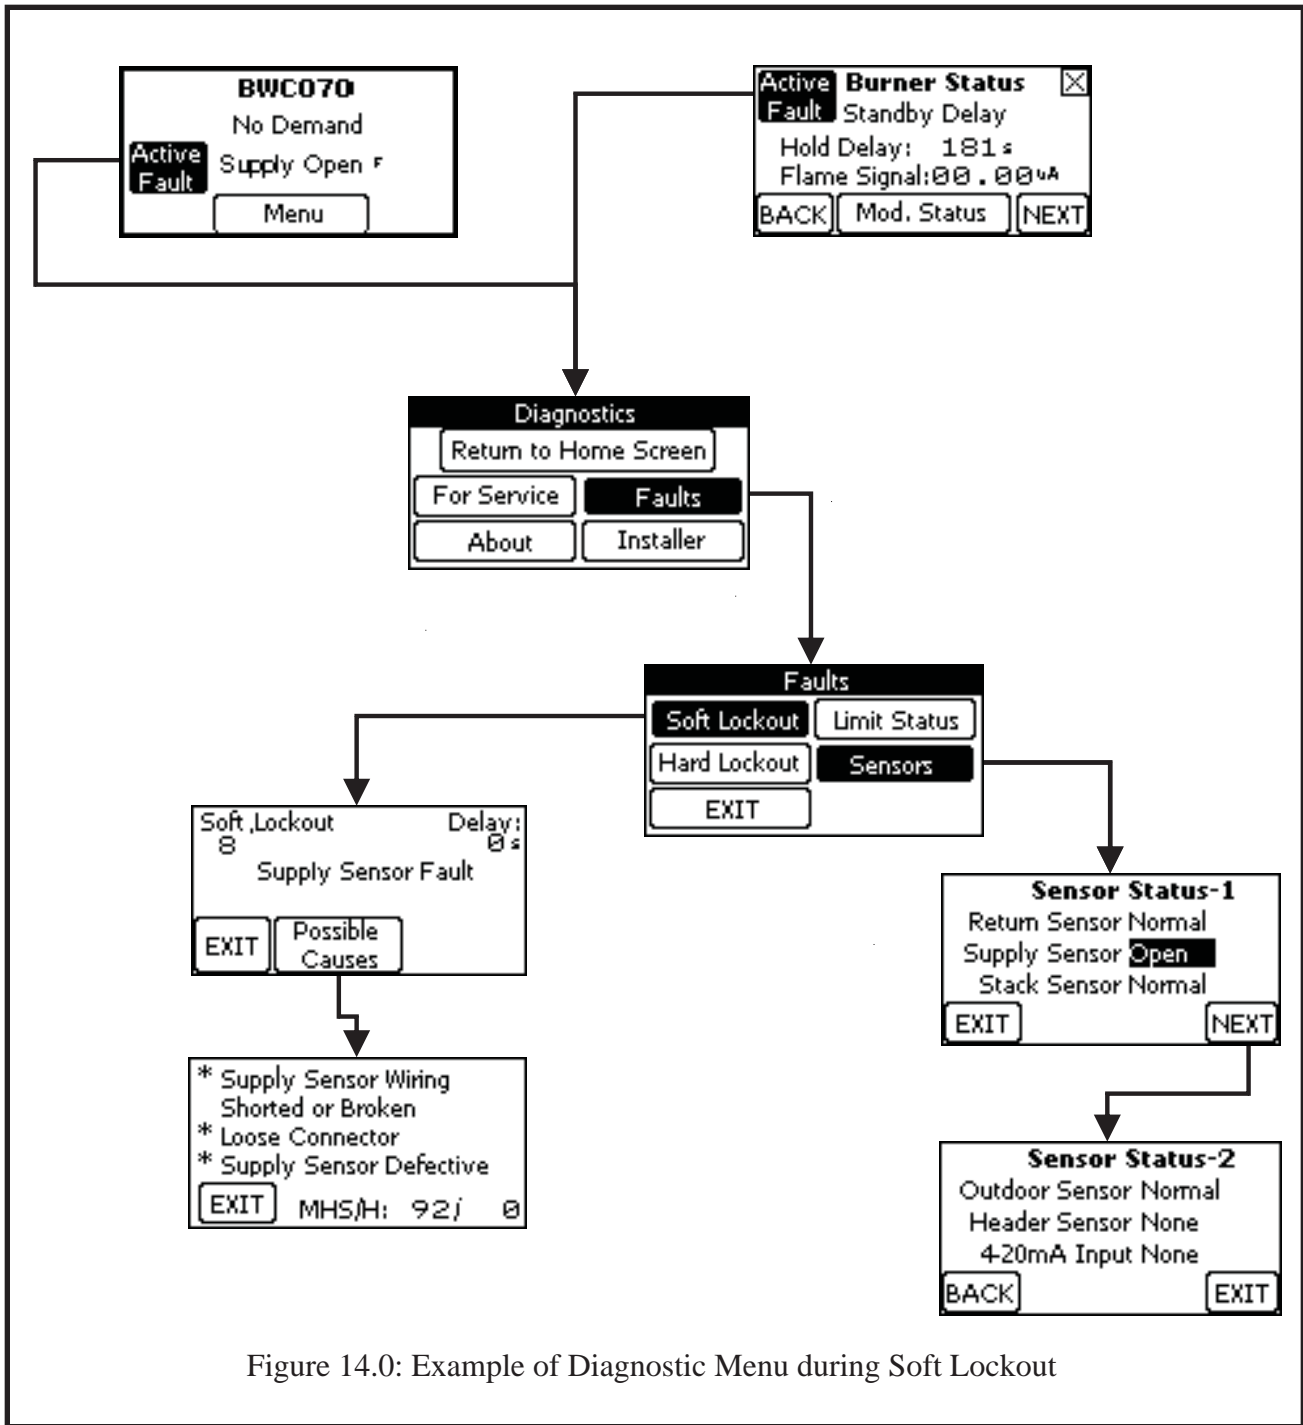 BWC070
No Demand
Active
Fault
Supply Open F
Menu
Active
Fault
Burner Status
Standby Delay
Hold Delay: 181s
Flame Signal:00.00uA
BACK Mod. Status NEXT
Diagnostics
Return to Home Screen
For Service Faults
About Installer
Faults
Soft Lockout Limit Status
Hard Lockout Sensors
EXIT
Soft ,Lockout Delay:
8 0s
Supply Sensor Fault
EXIT
Possible
Causes
* Supply Sensor Wiring
Shorted or Broken
* Loose Connector
* Supply Sensor Defective
EXIT MHS/H: 92/ 0
Sensor Status-1
Return Sensor Normal
Supply Sensor Open
Stack Sensor Normal
EXIT NEXT
Sensor Status-2
Outdoor Sensor Normal
Header Sensor None
4-20mA Input None
BACK EXIT
Figure 14.0: Example of Diagnostic Menu during Soft Lockout